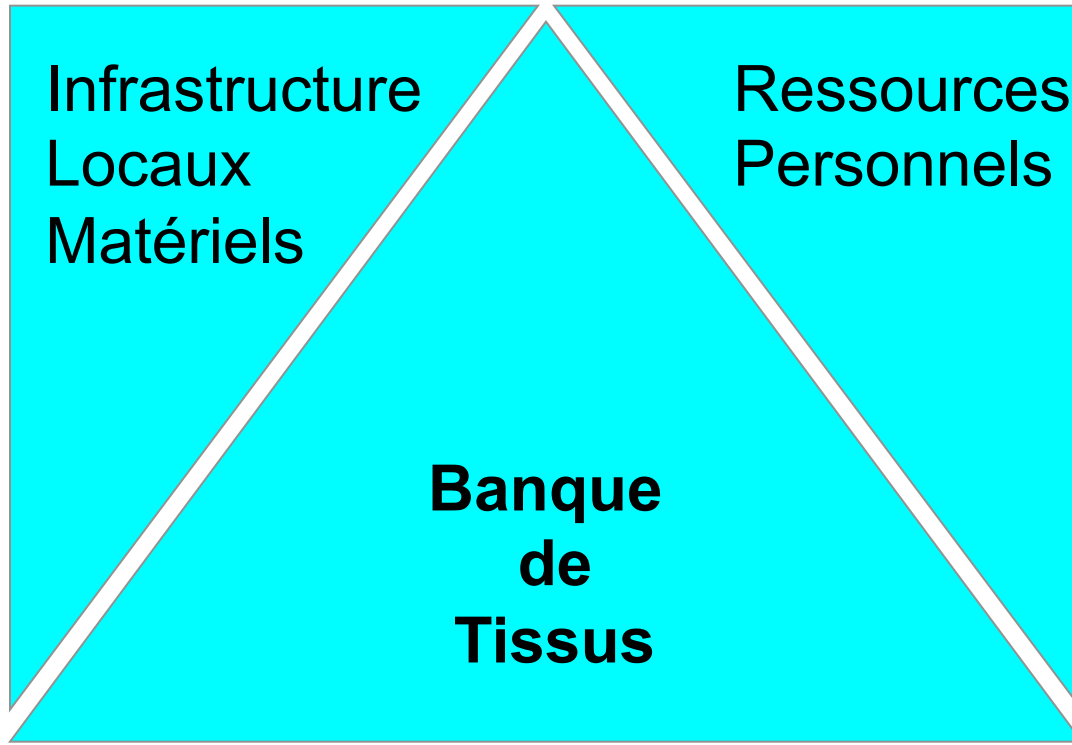 Infrastructure
Locaux
Matériels
Ressources
Personnels
Banque
de
Tissus